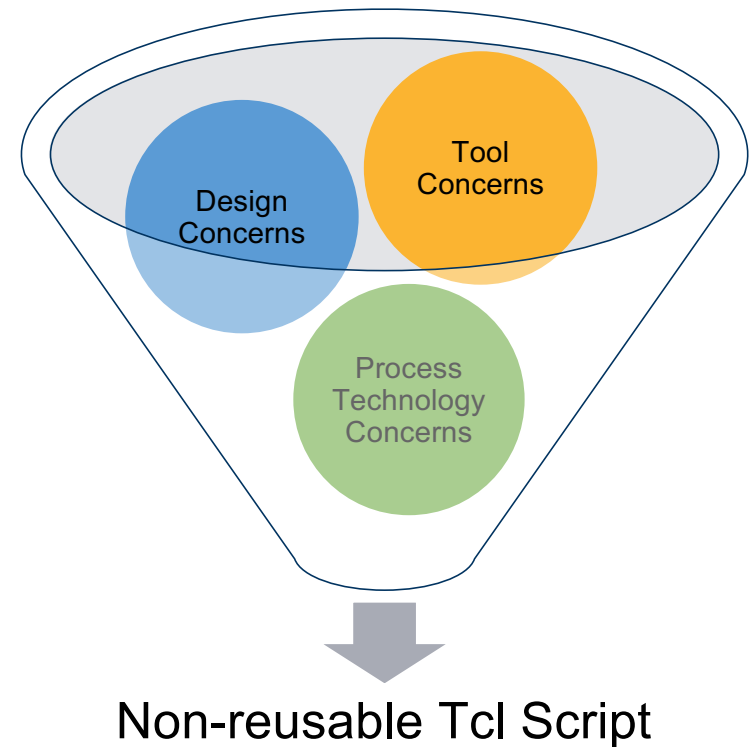 Tool
Concerns
Design
Concerns
Process
Technology
Concerns
Non-reusable Tcl Script